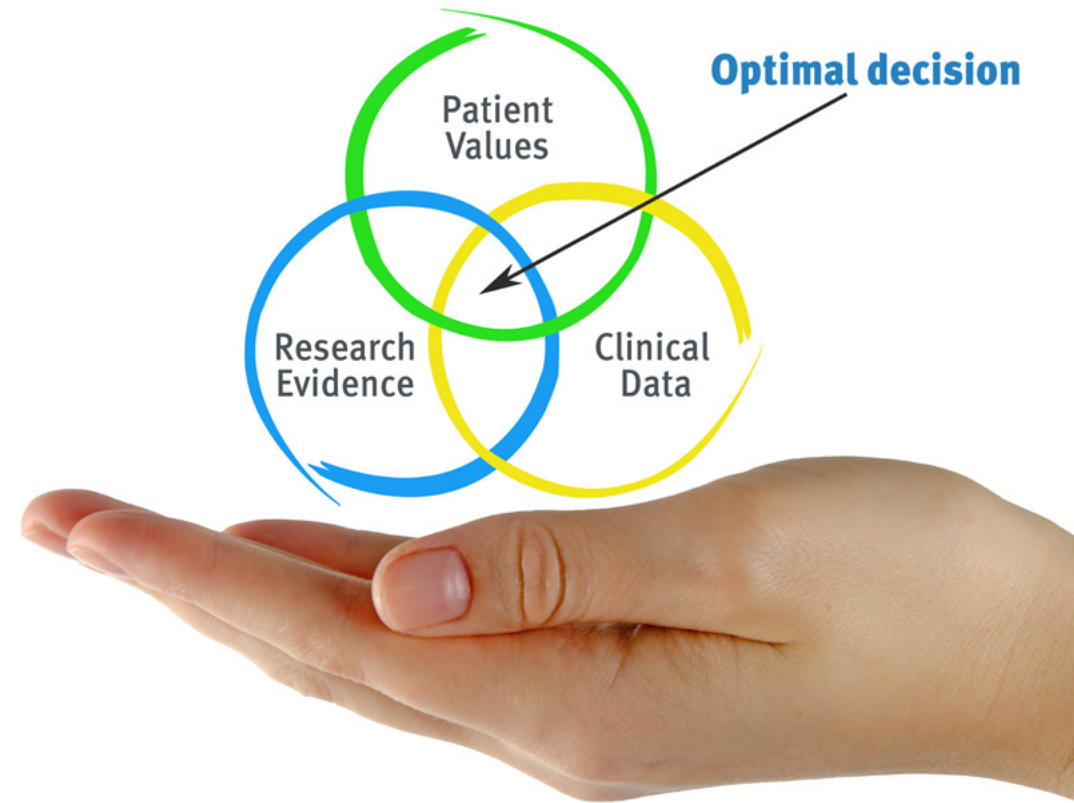 Optimal decision
Patient
Values
Research
Evidence
Clinical
Data